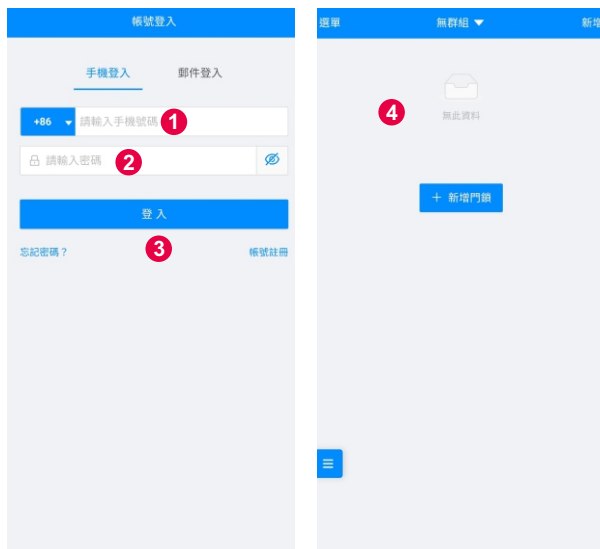 帳號登入
手機登入
郵件登入
+86
請輸入手機號碼
1
請輸入密碼
2
登入
3
忘記密碼？
帳號註冊
選單
無群組
新增
4
無此資料
＋ 新增門鎖